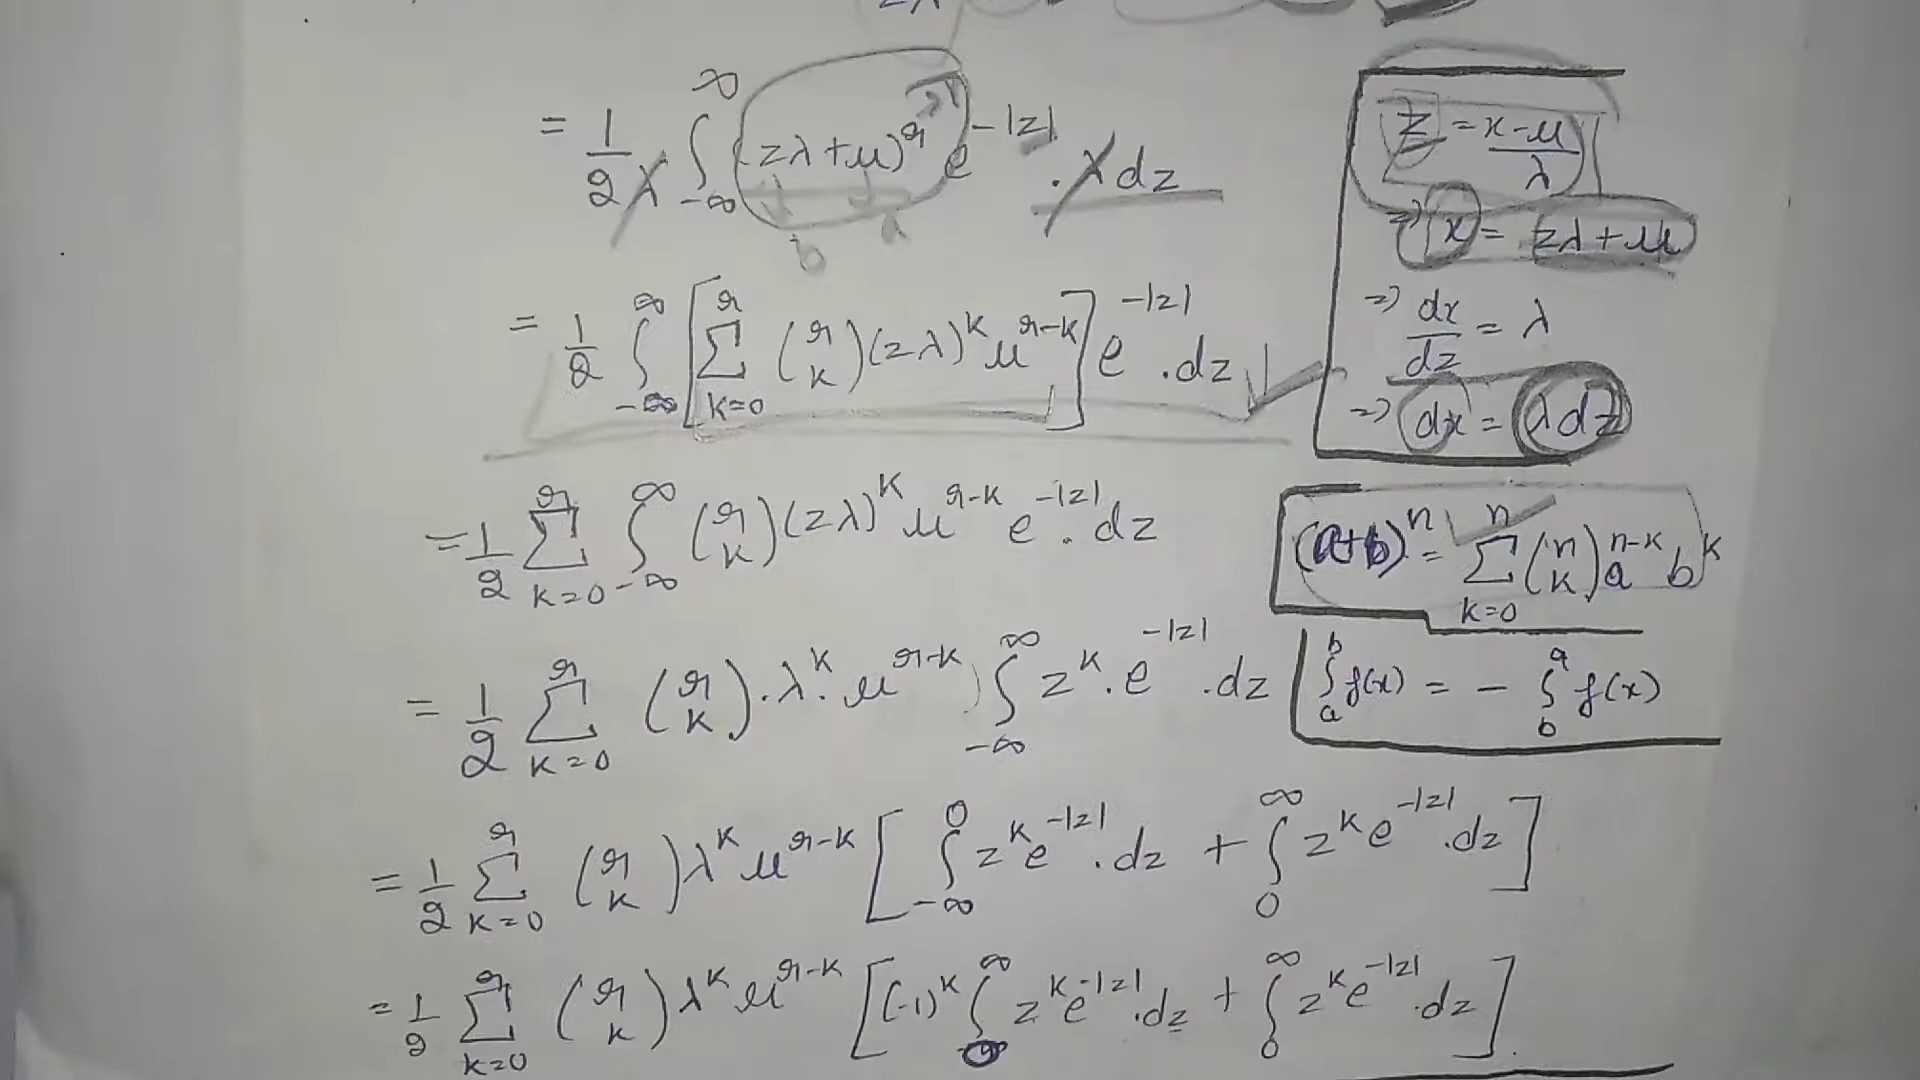 = 1/2λ ∫_{-∞}^{∞} (zλ+μ)^r e^{-|z|} . λ dz
b a
= 1/2 ∫_{-∞}^{∞} [ Σ_{k=0}^{r} (r k) (zλ)^k μ^{r-k} ] e^{-|z|} . dz
= 1/2 Σ_{k=0}^{r} ∫_{-∞}^{∞} (r k) (zλ)^k μ^{r-k} e^{-|z|} . dz
= 1/2 Σ_{k=0}^{r} (r k) . λ^k . μ^{r-k} ∫_{-∞}^{∞} z^k . e^{-|z|} . dz
= 1/2 Σ_{k=0}^{r} (r k) λ^k μ^{r-k} [ ∫_{-∞}^{0} z^k e^{-|z|} . dz + ∫_{0}^{∞} z^k e^{-|z|} . dz ]
= 1/2 Σ_{k=0}^{r} (r k) λ^k μ^{r-k} [ (-1)^k ∫_{0}^{∞} z^k e^{-|z|} . dz + ∫_{0}^{∞} z^k e^{-|z|} . dz ]
z = x-μ/λ
⇒ x = zλ+μ
⇒ dx/dz = λ
⇒ dx = λdz
(a+b)^n = Σ_{k=0}^{n} (n k) a^{n-k} b^k
∫_{a}^{b} f(x) = - ∫_{b}^{a} f(x)